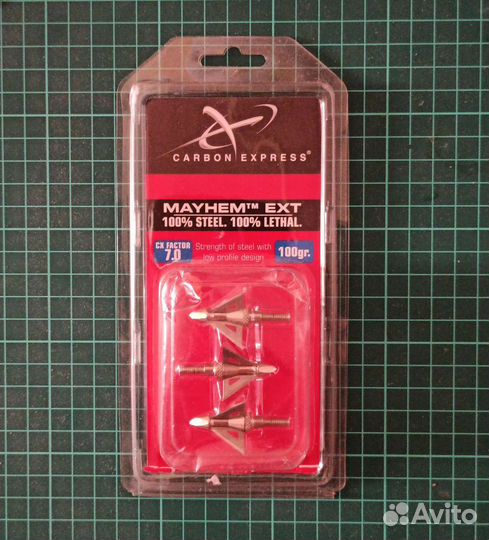 CARBON EXPRESS®
MAYHEM™ EXT
100% STEEL. 100% LETHAL.
CX FACTOR
7.0
Strength of steel with
low profile design
100gr.
Avito